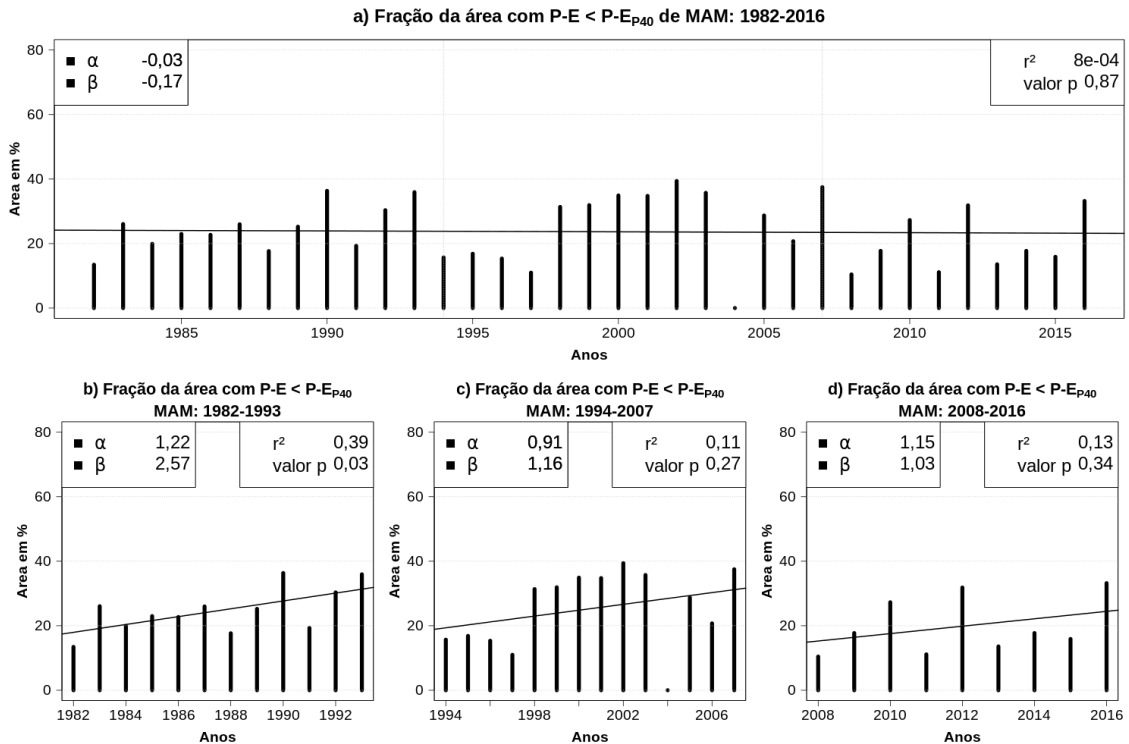 a) Fração da área com P-E < P-E_P40 de MAM: 1982-2016
80
60
40
20
0
Area em %
α -0,03
β -0,17
r² 8e-04
valor p 0,87
1985 1990 1995 2000 2005 2010 2015
Anos
b) Fração da área com P-E < P-E_P40
MAM: 1982-1993
80
60
40
20
0
Area em %
α 1,22
β 2,57
r² 0,39
valor p 0,03
1982 1984 1986 1988 1990 1992
Anos
c) Fração da área com P-E < P-E_P40
MAM: 1994-2007
80
60
40
20
0
Area em %
α 0,91
β 1,16
r² 0,11
valor p 0,27
1994 1998 2002 2006
Anos
d) Fração da área com P-E < P-E_P40
MAM: 2008-2016
80
60
40
20
0
Area em %
α 1,15
β 1,03
r² 0,13
valor p 0,34
2008 2010 2012 2014 2016
Anos